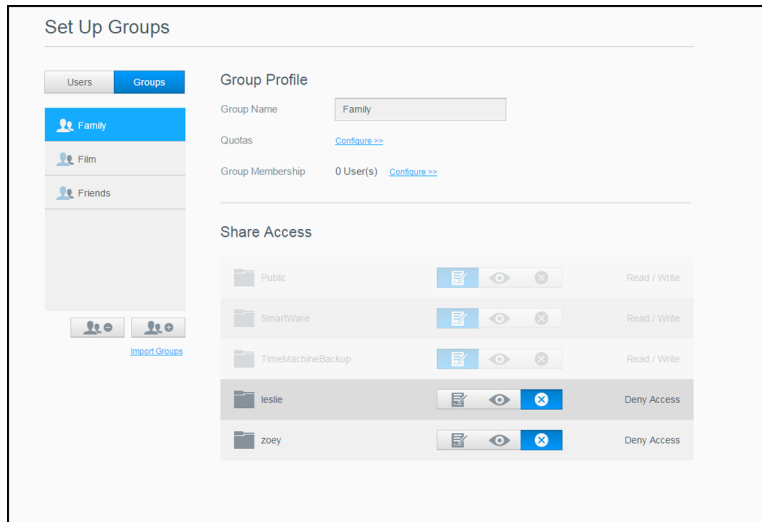 Set Up Groups
Users Groups
Family
Film
Friends
Import Groups
Group Profile
Group Name Family
Quotas Configure >>
Group Membership 0 User(s) Configure >>
Share Access
Public Read / Write
SmartWare Read / Write
TimeMachineBackup Read / Write
leslie Deny Access
zoey Deny Access